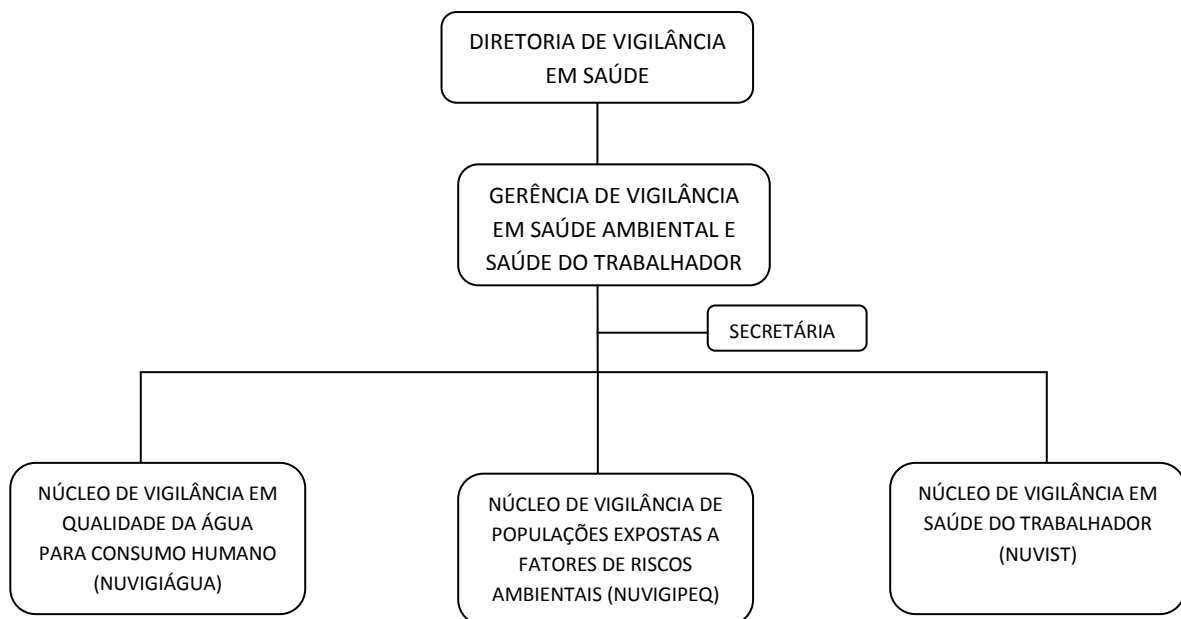 DIRETORIA DE VIGILÂNCIA
EM SAÚDE
GERÊNCIA DE VIGILÂNCIA
EM SAÚDE AMBIENTAL E
SAÚDE DO TRABALHADOR
SECRETÁRIA
NÚCLEO DE VIGILÂNCIA EM
QUALIDADE DA ÁGUA
PARA CONSUMO HUMANO
(NUVIGIÁGUA)
NÚCLEO DE VIGILÂNCIA DE
POPULAÇÕES EXPOSTAS A
FATORES DE RISCOS
AMBIENTAIS (NUVIGIPEQ)
NÚCLEO DE VIGILÂNCIA EM
SAÚDE DO TRABALHADOR
(NUVIST)